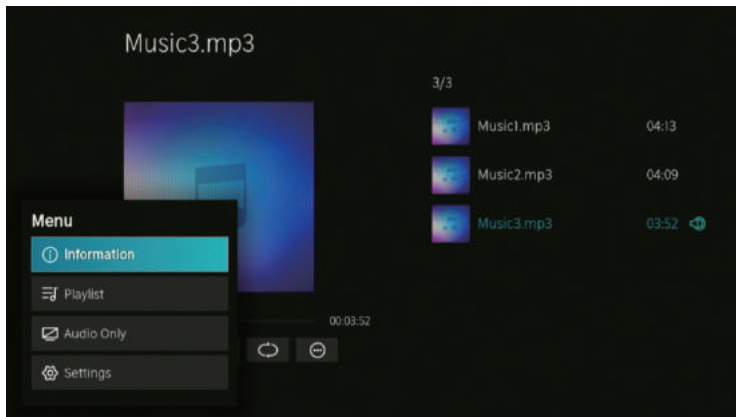 Music3.mp3
3/3
Music1.mp3 04:13
Music2.mp3 04:09
Music3.mp3 03:52
Menu
Information
Playlist
Audio Only
Settings
00:03:52